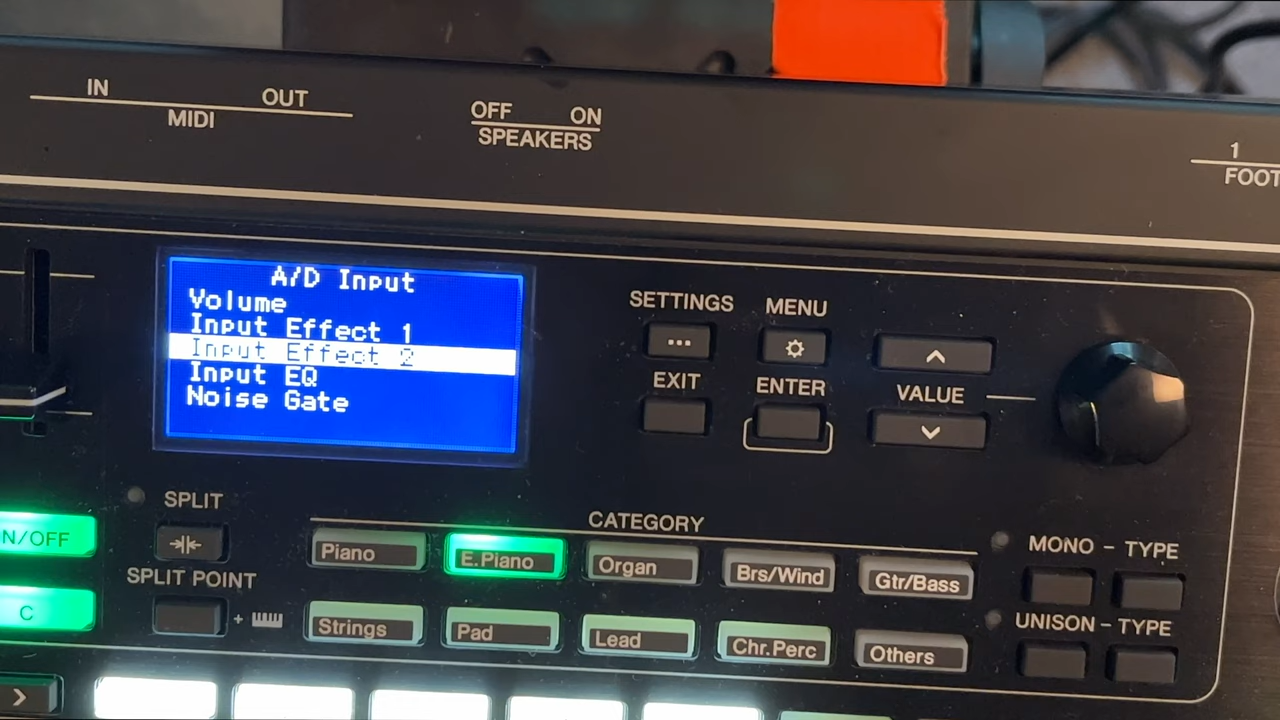 IN OUT
MIDI
OFF ON
SPEAKERS
1
FOOT
A/D Input
Volume
Input Effect 1
Input Effect 2
Input EQ
Noise Gate
SETTINGS MENU
EXIT ENTER
VALUE
N/OFF
C
SPLIT
SPLIT POINT
+
CATEGORY
Piano E.Piano Organ Brs/Wind Gtr/Bass
Strings Pad Lead Chr.Perc Others
MONO – TYPE
UNISON – TYPE